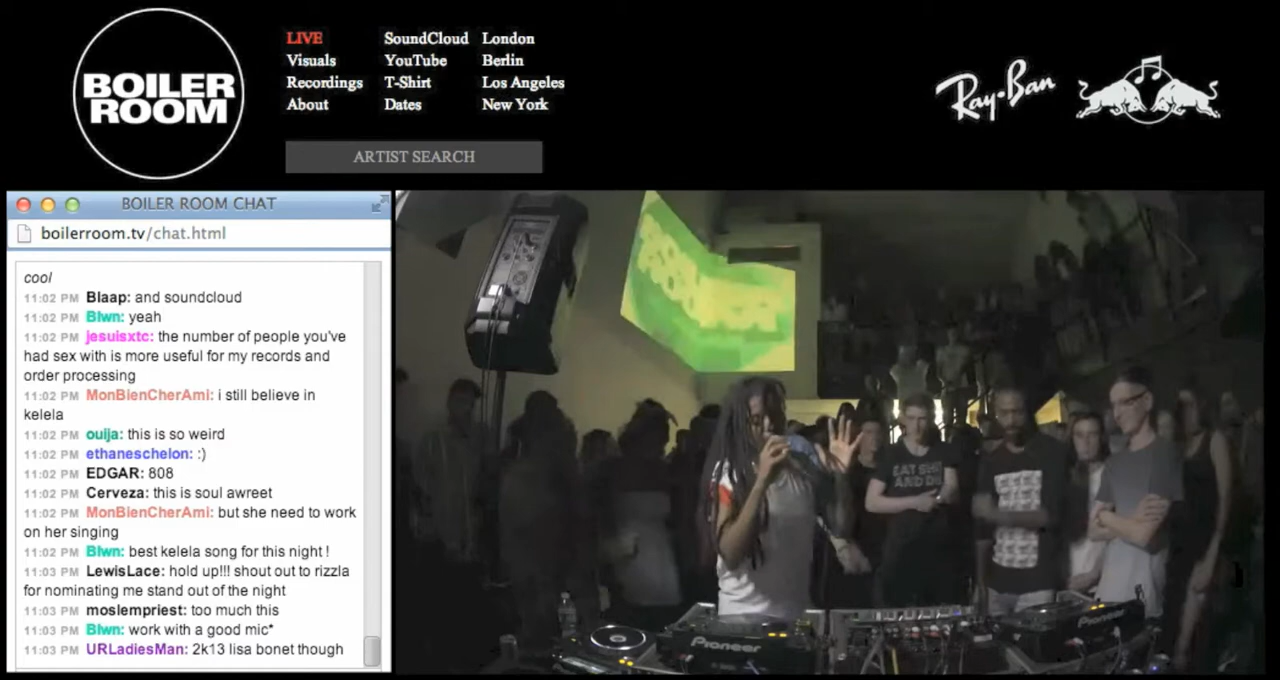 BOILER
ROOM
LIVE
Visuals
Recordings
About
SoundCloud
YouTube
T-Shirt
Dates
London
Berlin
Los Angeles
New York
ARTIST SEARCH
Ray-Ban
BOILER ROOM CHAT
boilerroom.tv/chat.html
cool
11:02 PM Blaap: and soundcloud
11:02 PM Blwn: yeah
11:02 PM jesuisxtc: the number of people you've
had sex with is more useful for my records and
order processing
11:02 PM MonBienCherAmi: i still believe in
kelela
11:02 PM ouija: this is so weird
11:02 PM ethanescheion: :)
11:02 PM EDGAR: 808
11:02 PM Cerveza: this is soul awreet
11:02 PM MonBienCherAmi: but she need to work
on her singing
11:02 PM Blwn: best kelela song for this night !
11:03 PM LewisLace: hold up!!! shout out to rizzla
for nominating me stand out of the night
11:03 PM moslempriest: too much this
11:03 PM Blwn: work with a good mic*
11:03 PM URLadiesMan: 2k13 lisa bonet though
EAT SHIT
AND DIE
Pioneer